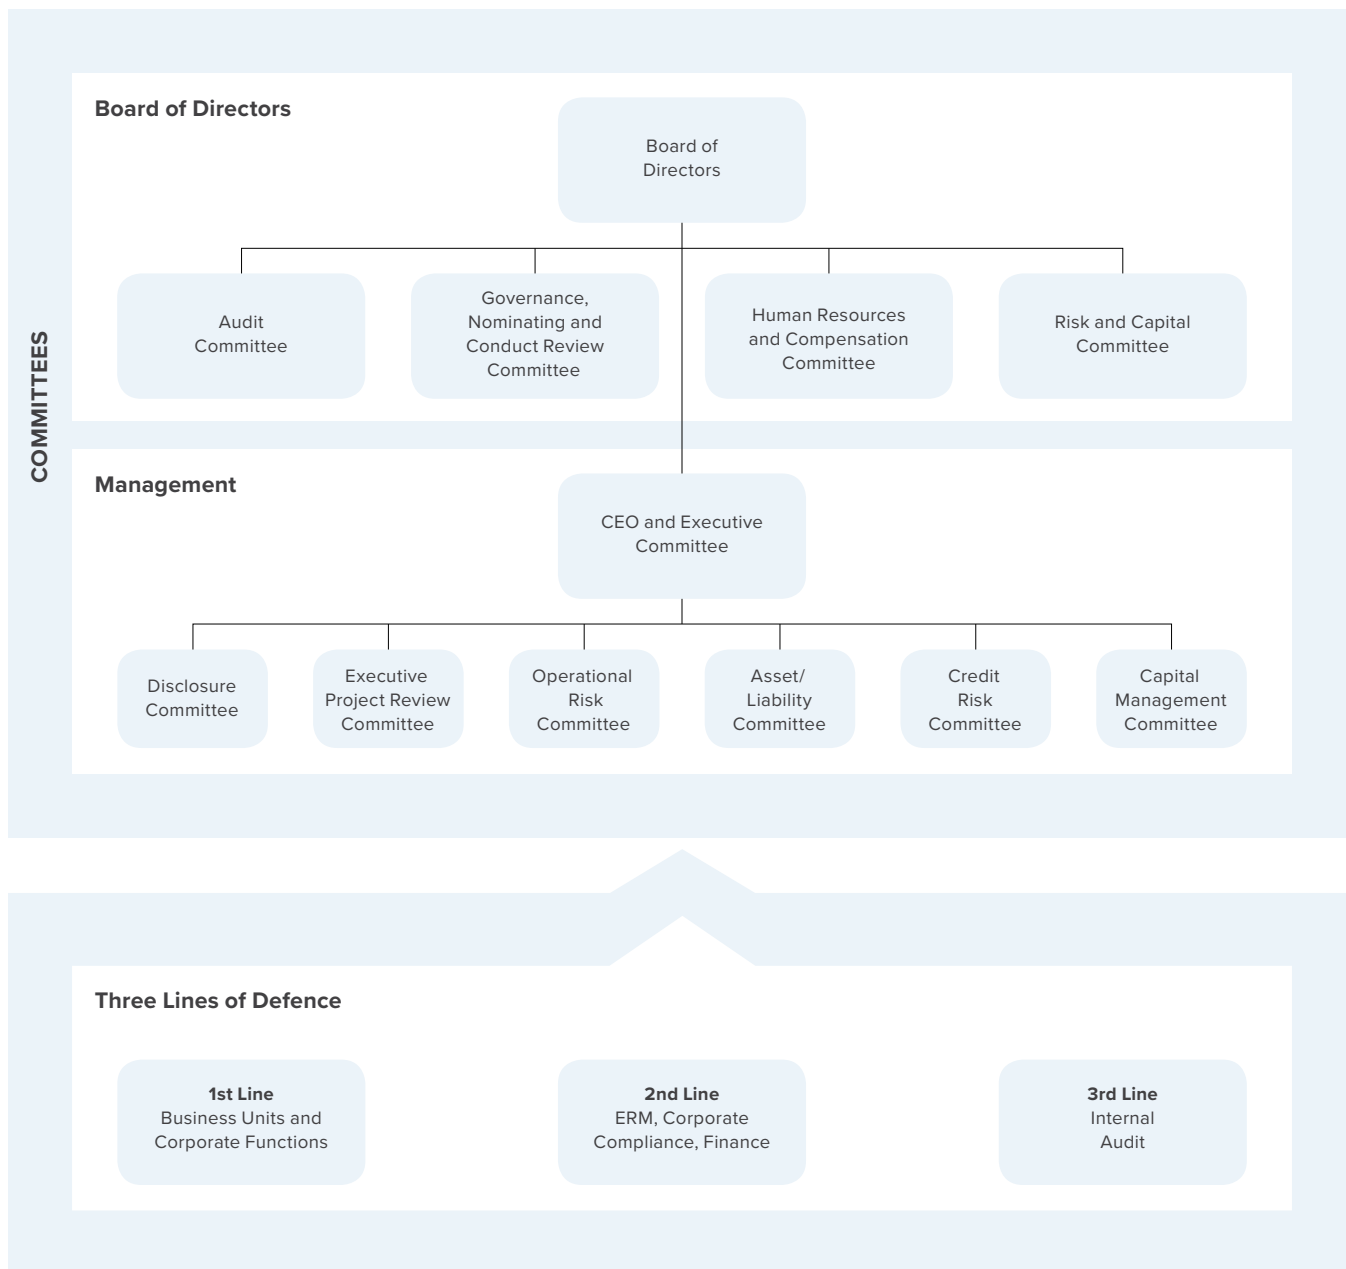 COMMITTEES
Board of Directors
Board of
Directors
Audit
Committee
Governance,
Nominating and
Conduct Review
Committee
Human Resources
and Compensation
Committee
Risk and Capital
Committee
Management
CEO and Executive
Committee
Disclosure
Committee
Executive
Project Review
Committee
Operational
Risk
Committee
Asset/
Liability
Committee
Credit
Risk
Committee
Capital
Management
Committee
Three Lines of Defence
1st Line
Business Units and
Corporate Functions
2nd Line
ERM, Corporate
Compliance, Finance
3rd Line
Internal
Audit